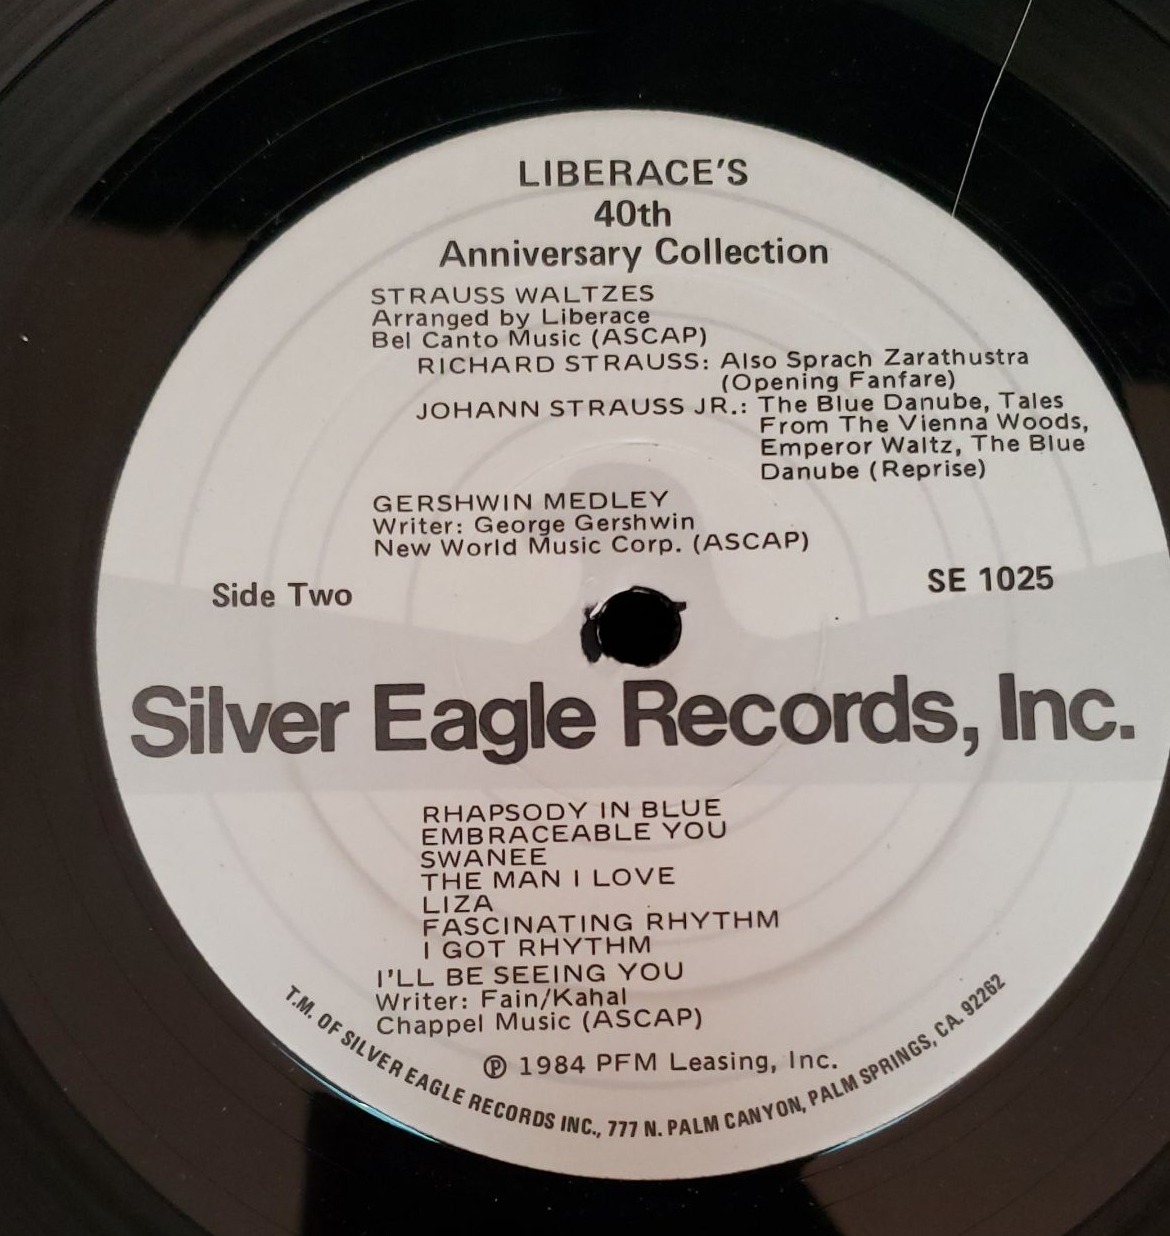 LIBERACE'S
40th
Anniversary Collection
STRAUSS WALTZES
Arranged by Liberace
Bel Canto Music (ASCAP)
RICHARD STRAUSS: Also Sprach Zarathustra
(Opening Fanfare)
JOHANN STRAUSS JR.: The Blue Danube, Tales
From The Vienna Woods,
Emperor Waltz, The Blue
Danube (Reprise)
GERSHWIN MEDLEY
Writer: George Gershwin
New World Music Corp. (ASCAP)
Side Two
SE 1025
Silver Eagle Records, Inc.
RHAPSODY IN BLUE
EMBRACEABLE YOU
SWANEE
THE MAN I LOVE
LIZA
FASCINATING RHYTHM
I GOT RHYTHM
I'LL BE SEEING YOU
Writer: Fain/Kahal
Chappel Music (ASCAP)
℗ 1984 PFM Leasing, Inc.
T.M. OF SILVER EAGLE RECORDS INC., 777 N. PALM CANYON, PALM SPRINGS, CA. 92262